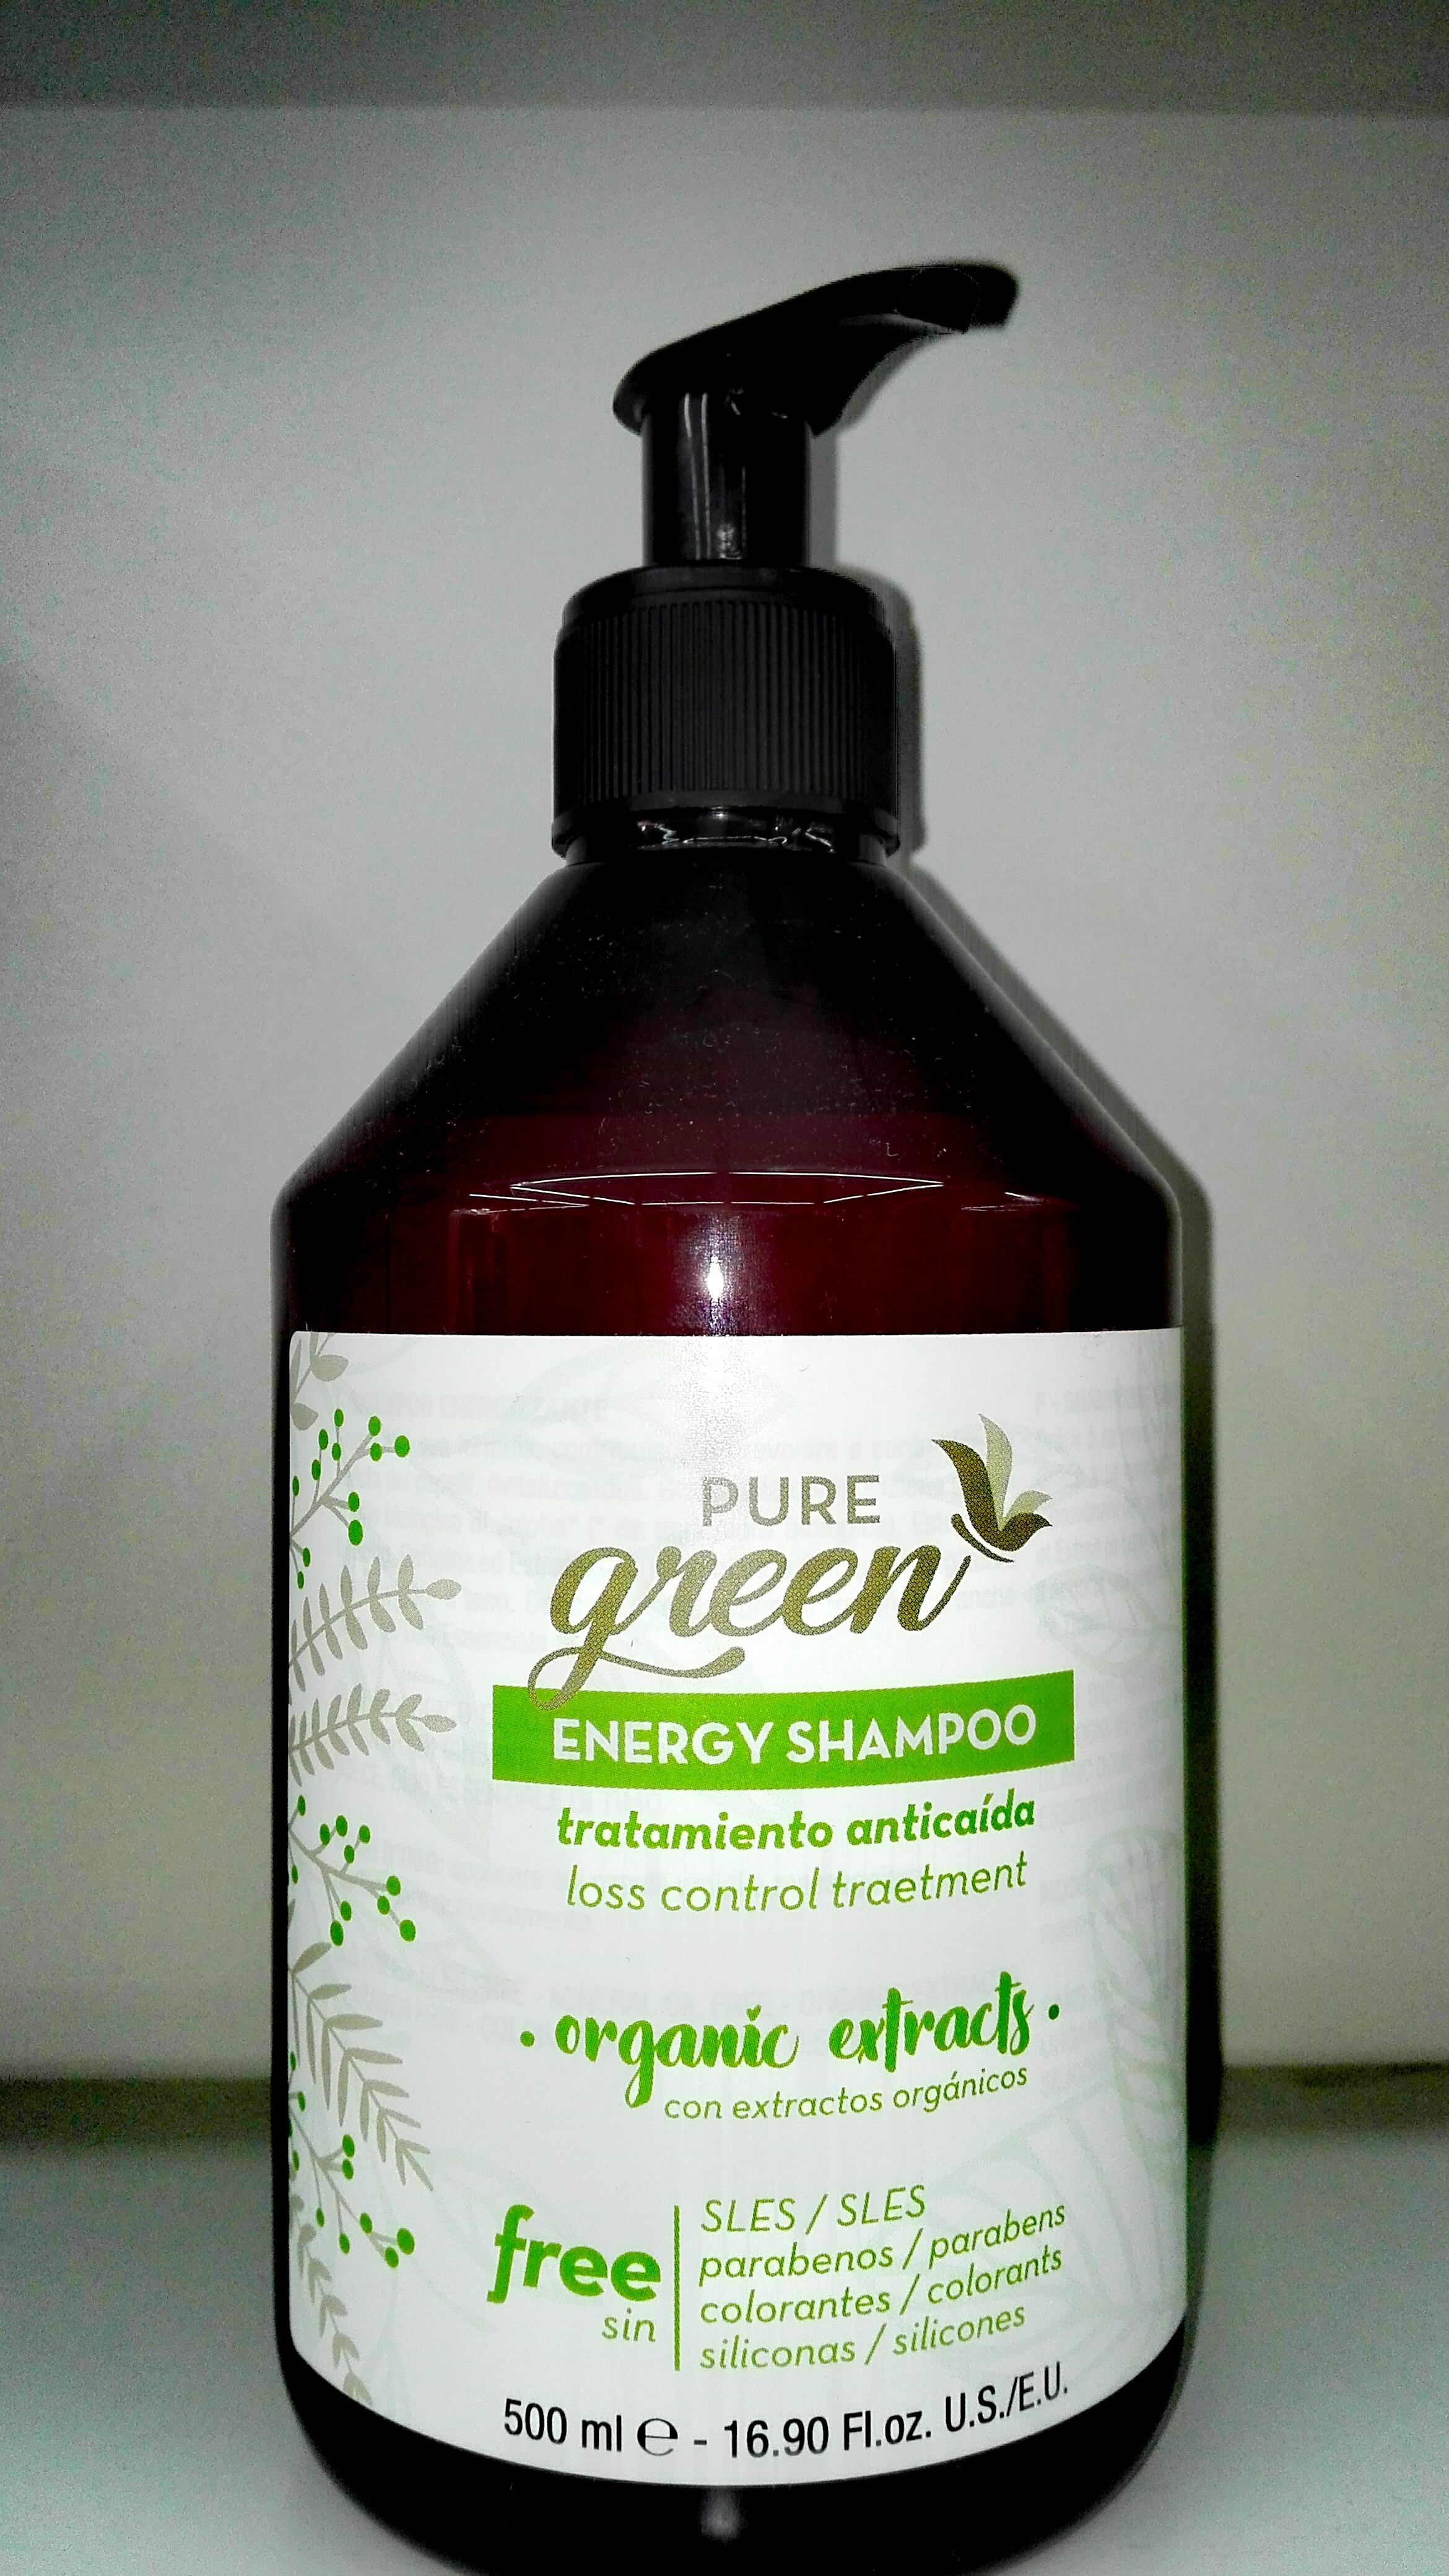 PURE
green
ENERGY SHAMPOO
tratamiento anticaída
loss control traetment
· organic extracts ·
con extractos orgánicos
free
sin
SLES / SLES
parabenos / parabens
colorantes / colorants
siliconas / silicones
500 ml ℮ - 16.90 Fl.oz. U.S./E.U.